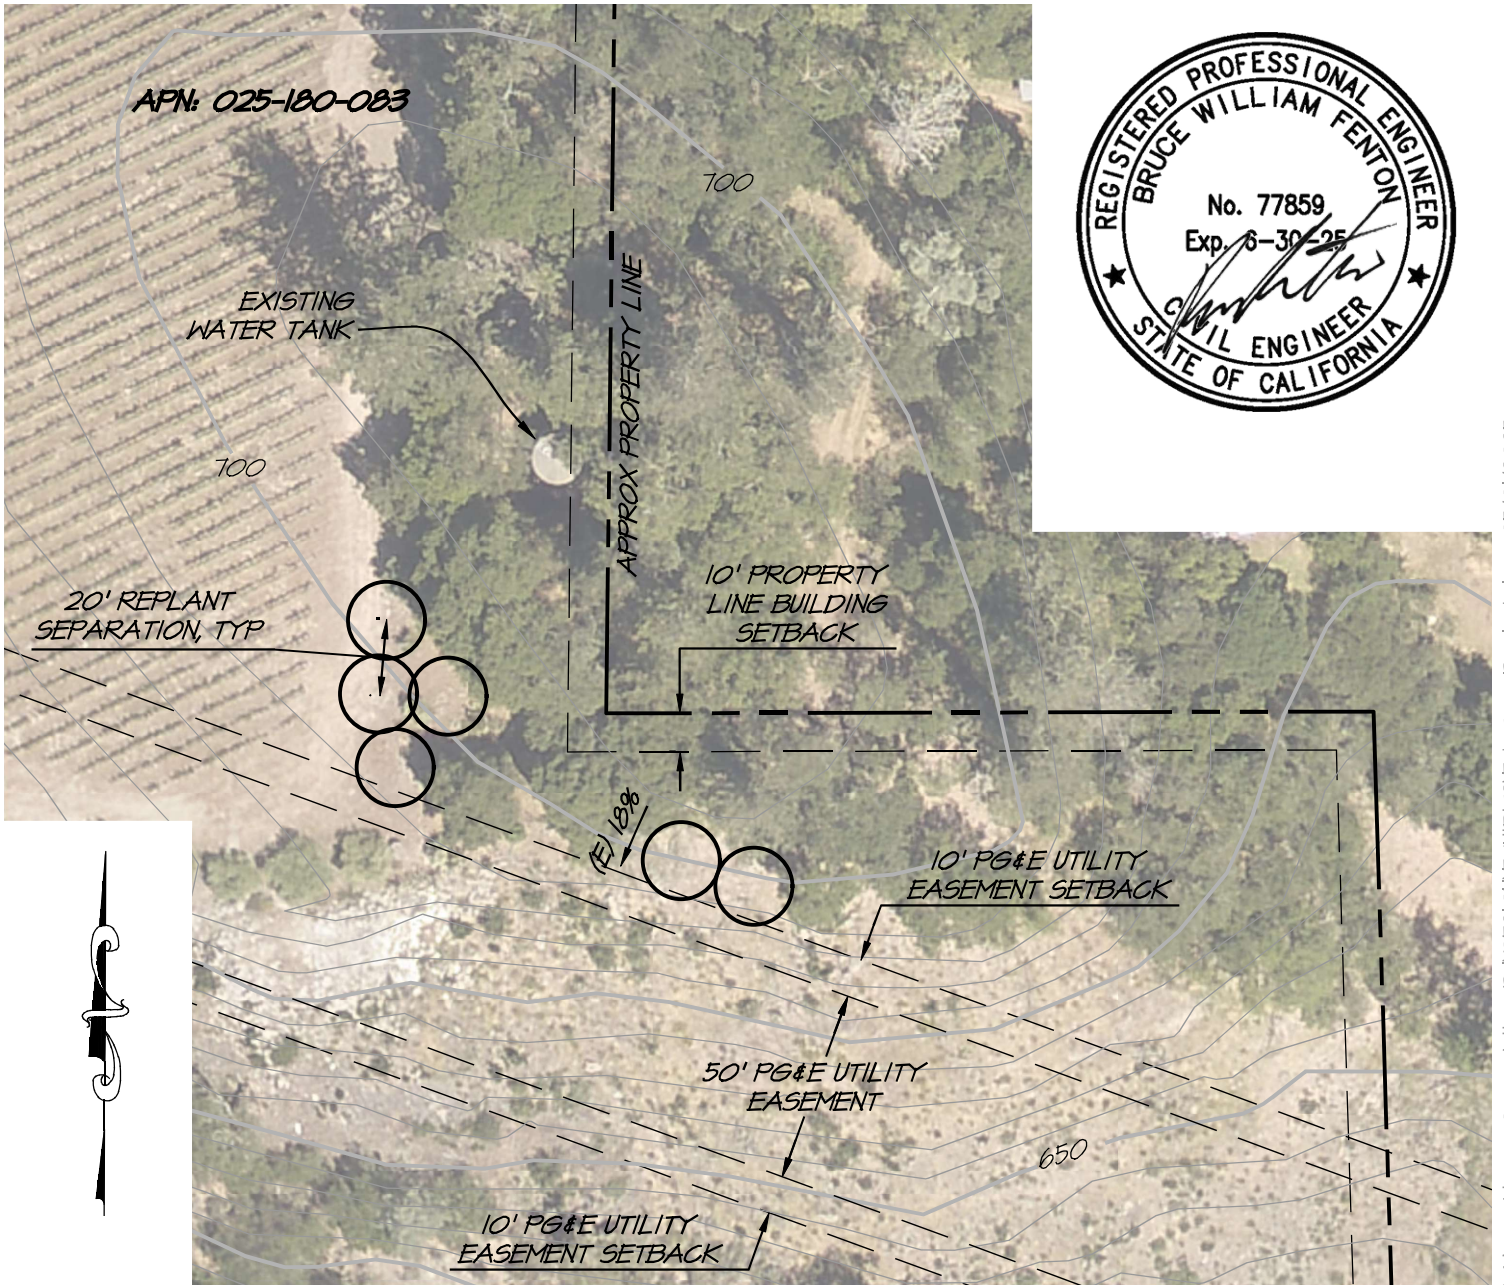 APN: 025-180-083
REGISTERED PROFESSIONAL ENGINEER
BRUCE WILLIAM FENTON
No. 77859
Exp. 6-30-25
CIVIL ENGINEER
STATE OF CALIFORNIA
700
EXISTING
WATER TANK
APPROX PROPERTY LINE
700
20' REPLANT
SEPARATION, TYP
10' PROPERTY
LINE BUILDING
SETBACK
(E) 18%
10' PG&E UTILITY
EASEMENT SETBACK
50' PG&E UTILITY
EASEMENT
650
10' PG&E UTILITY
EASEMENT SETBACK